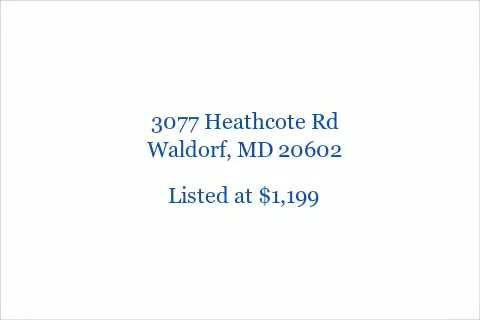 3077 Heathcote Rd
Waldorf, MD 20602
Listed at $1,199